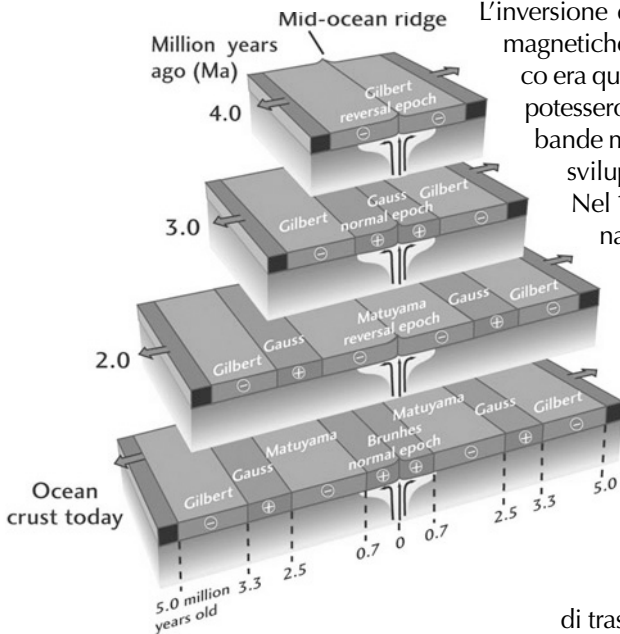 Mid-ocean ridge
Million years
ago (Ma)
4.0
Gilbert
reversal epoch
⊖ ⊖
3.0
Gilbert Gauss Gilbert
normal epoch
⊖ ⊕ ⊕ ⊖
2.0
Gilbert Gauss Matuyama Gauss Gilbert
reversal epoch
⊖ ⊕ ⊖ ⊖ ⊕ ⊖
Ocean
crust today
Gilbert Gauss Matuyama Brunhes Matuyama Gauss Gilbert
normal epoch
⊖ ⊕ ⊖ ⊕ ⊕ ⊖ ⊕ ⊖
5.0 million 3.3 2.5 0.7 0 0.7 2.5 3.3 5.0
years old
L'inversione
magnetiche
co era qu
potessero
bande m
svilup
Nel
na
di tras